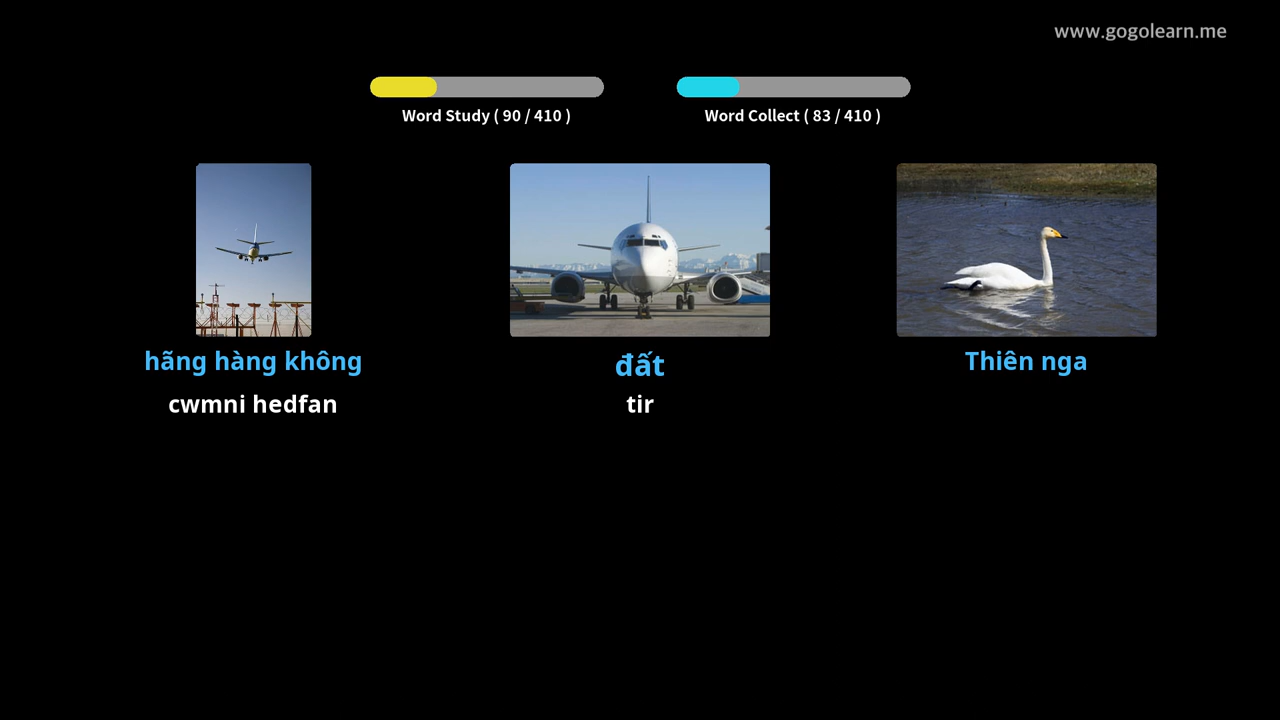 www.gogolearn.me
Word Study ( 90 / 410 )
Word Collect ( 83 / 410 )
hãng hàng không
đất
Thiên nga
cwmni hedfan
tir